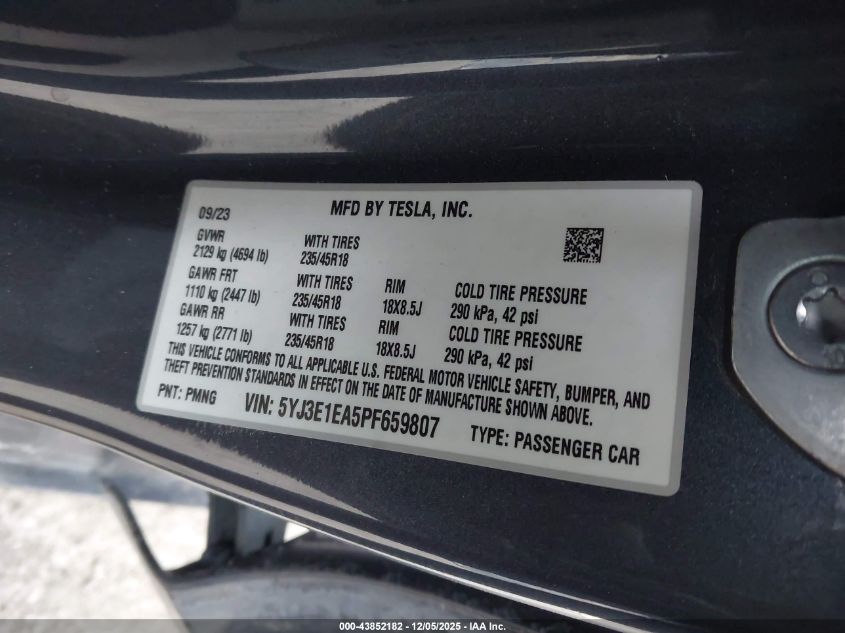 09/23 MFD BY TESLA, INC.
GVWR
2129 kg (4694 lb) WITH TIRES
235/45R18
GAWR FRT
1110 kg (2447 lb) WITH TIRES
235/45R18 RIM
18X8.5J COLD TIRE PRESSURE
290 kPa, 42 psi
GAWR RR
1257 kg (2771 lb) WITH TIRES
235/45R18 RIM
18X8.5J COLD TIRE PRESSURE
290 kPa, 42 psi
THIS VEHICLE CONFORMS TO ALL APPLICABLE U.S. FEDERAL MOTOR VEHICLE SAFETY, BUMPER, AND
THEFT PREVENTION STANDARDS IN EFFECT ON THE DATE OF MANUFACTURE SHOWN ABOVE.
PNT: PMNG VIN: 5YJ3E1EA5PF659807 TYPE: PASSENGER CAR
000-43852182 - 12/05/2025 - IAA Inc.